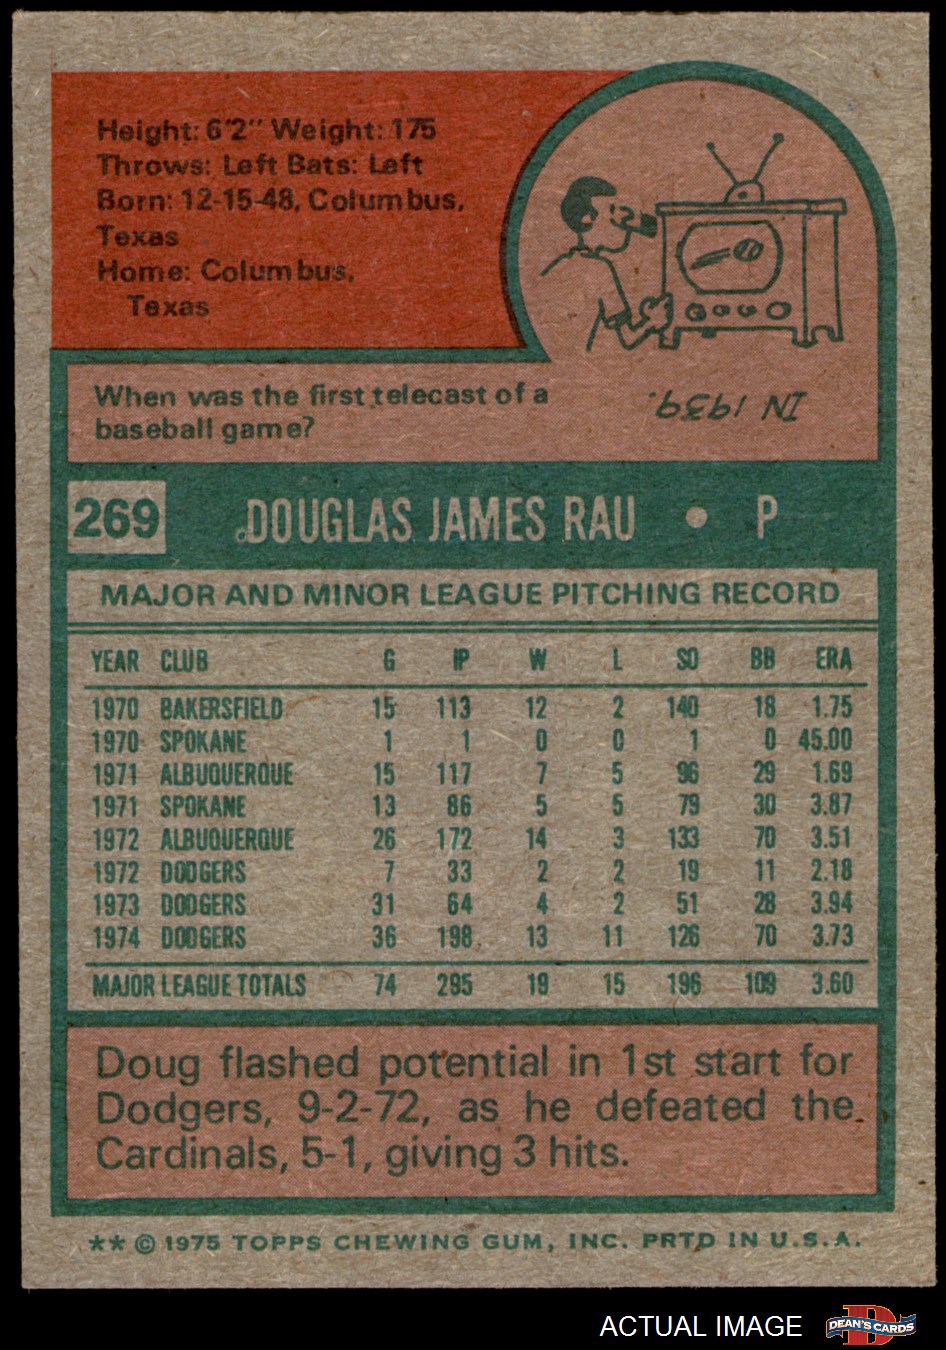 Height: 6'2" Weight: 175
Throws: Left Bats: Left
Born: 12-15-48, Columbus,
Texas
Home: Columbus,
Texas
When was the first telecast of a
baseball game?
IN 1939.
269 DOUGLAS JAMES RAU • P
MAJOR AND MINOR LEAGUE PITCHING RECORD
YEAR CLUB G IP W L SO BB ERA
1970 BAKERSFIELD 15 113 12 2 140 18 1.75
1970 SPOKANE 1 1 0 0 1 0 45.00
1971 ALBUQUERQUE 15 117 7 5 96 29 1.69
1971 SPOKANE 13 86 5 5 79 30 3.87
1972 ALBUQUERQUE 26 172 14 3 133 70 3.51
1972 DODGERS 7 33 2 2 19 11 2.18
1973 DODGERS 31 64 4 2 51 28 3.94
1974 DODGERS 36 198 13 11 126 70 3.73
MAJOR LEAGUE TOTALS 74 295 19 15 196 109 3.60
Doug flashed potential in 1st start for
Dodgers, 9-2-72, as he defeated the
Cardinals, 5-1, giving 3 hits.
** © 1975 TOPPS CHEWING GUM, INC. PRTD IN U.S.A.
ACTUAL IMAGE
D
DEAN'S CARDS